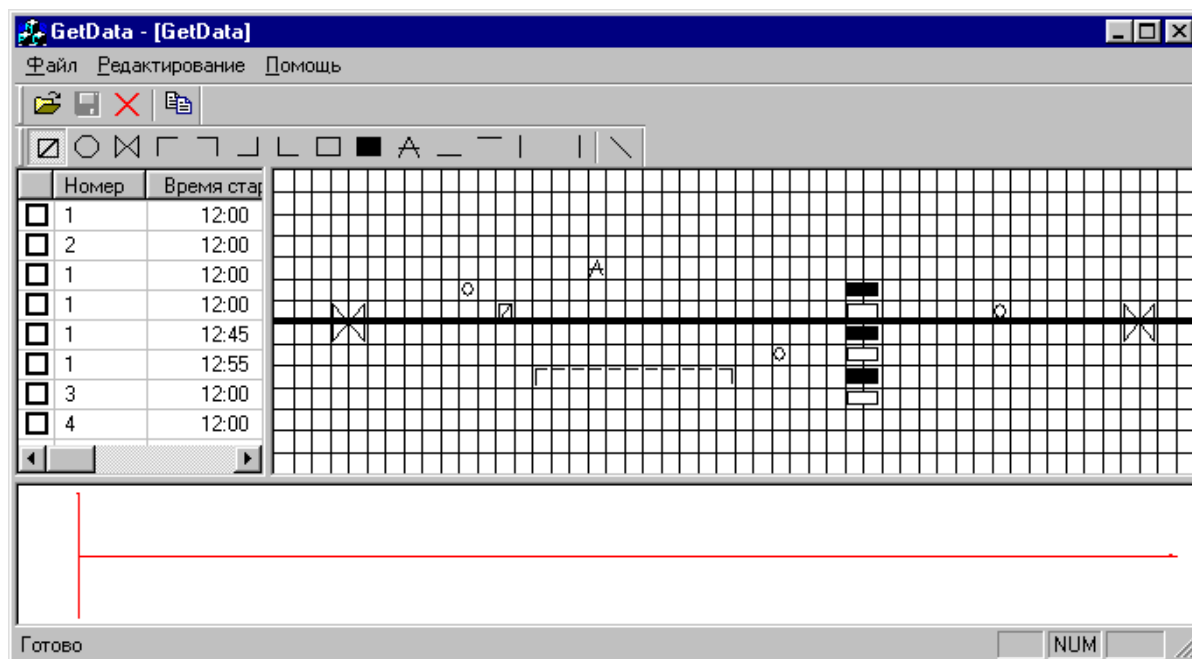 GetData - [GetData]
Файл Редактирование Помощь
Номер Время стар
1 12:00
2 12:00
1 12:00
1 12:00
1 12:45
1 12:55
3 12:00
4 12:00
Готово NUM